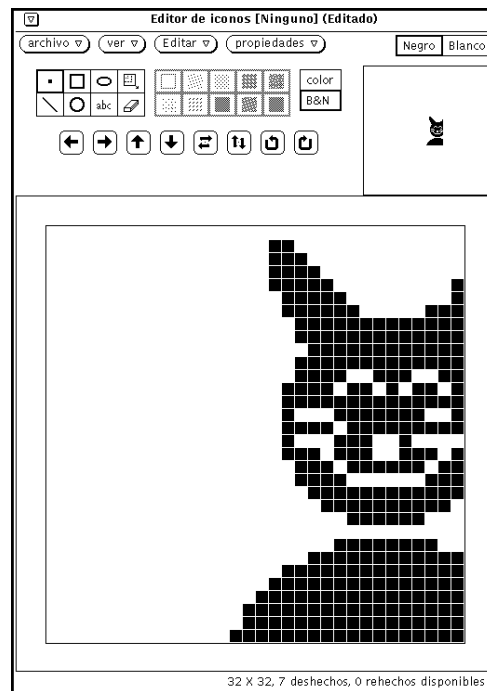 Editor de iconos [Ninguno] (Editado)
archivo ver Editar propiedades Negro Blanco
color
abc B&N
32 X 32, 7 deshechos, 0 rehechos disponibles